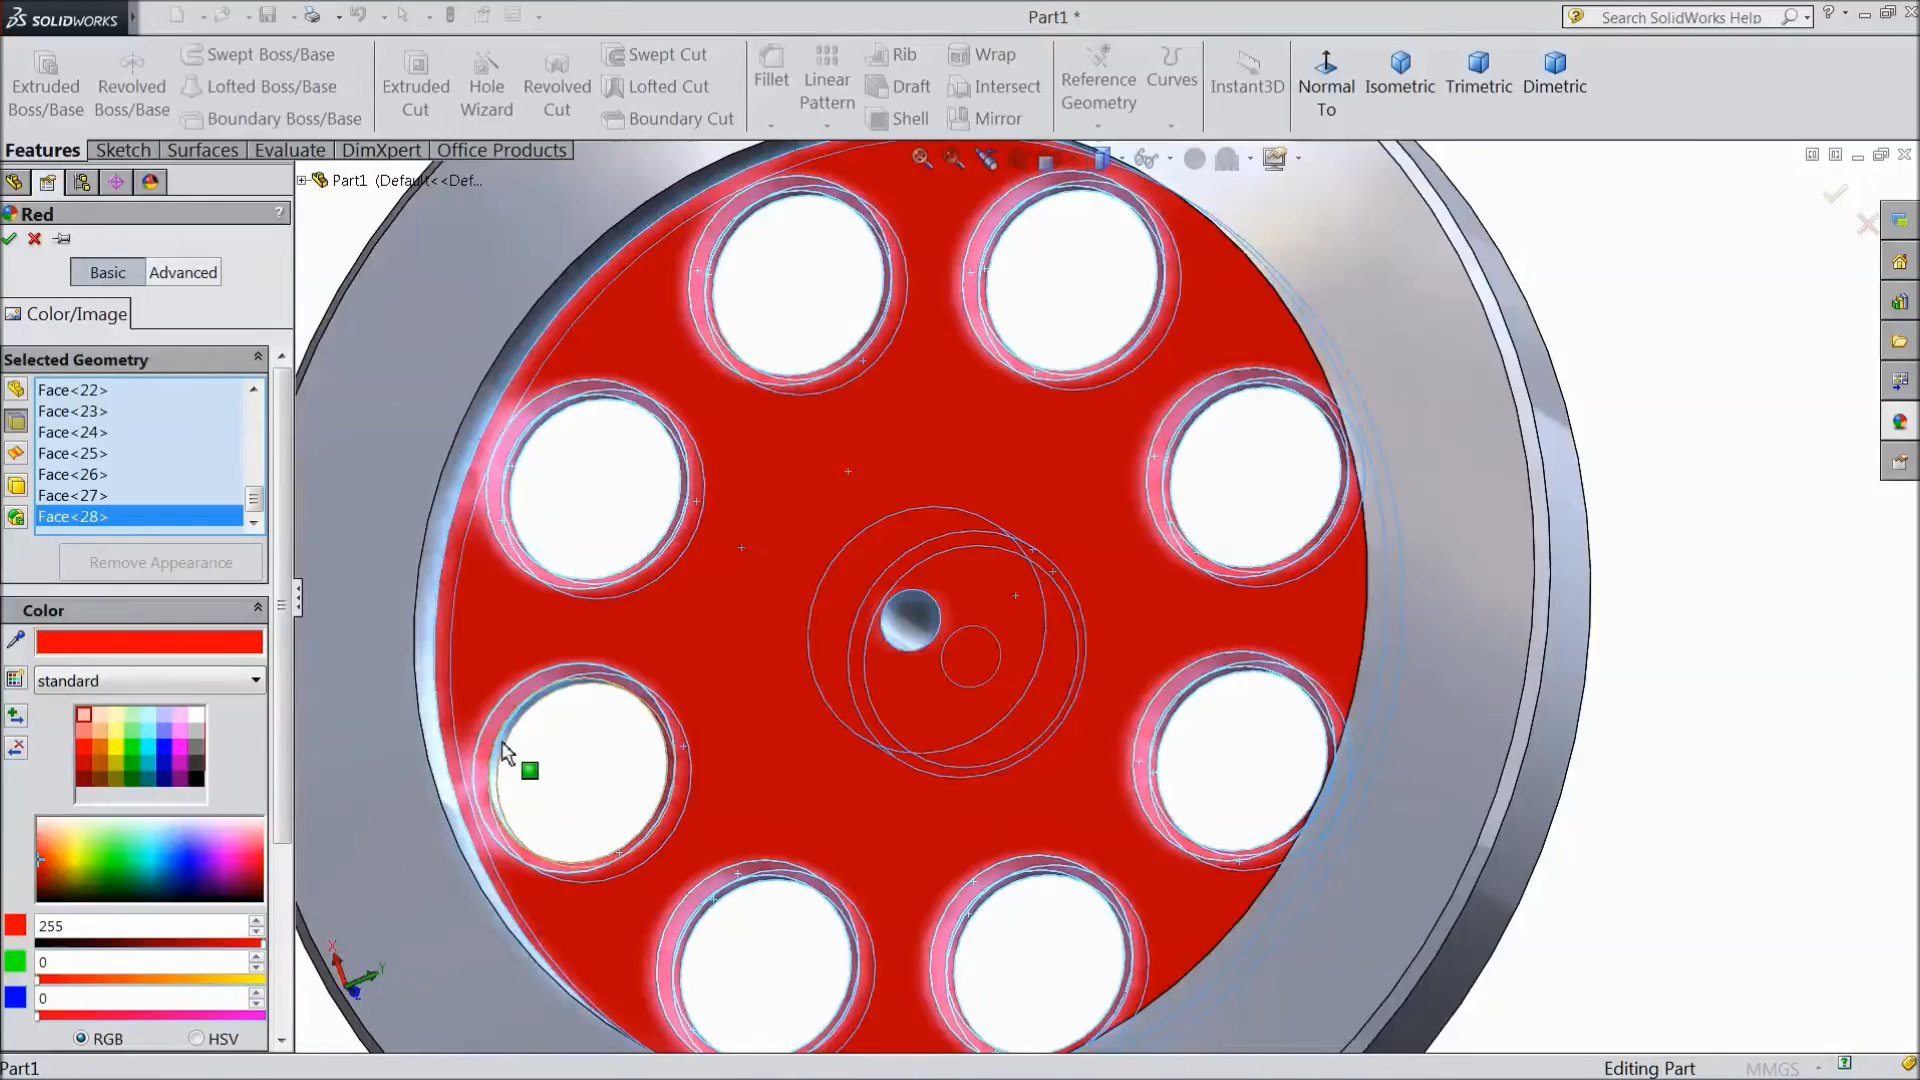 SOLIDWORKS
Part1 *
Search SolidWorks Help
Extruded Boss/Base
Revolved Boss/Base
Swept Boss/Base
Lofted Boss/Base
Boundary Boss/Base
Extruded Cut
Hole Wizard
Revolved Cut
Swept Cut
Lofted Cut
Boundary Cut
Fillet
Linear Pattern
Rib
Draft
Shell
Wrap
Intersect
Mirror
Reference Geometry
Curves
Instant3D
Normal To
Isometric
Trimetric
Dimetric
Features
Sketch
Surfaces
Evaluate
DimXpert
Office Products
Part1 (Default<<Def...
Red
?
Basic
Advanced
Color/Image
Selected Geometry
Face<22>
Face<23>
Face<24>
Face<25>
Face<26>
Face<27>
Face<28>
Remove Appearance
Color
standard
255
0
0
RGB
HSV
X
Y
Z
Part1
Editing Part
MMGS